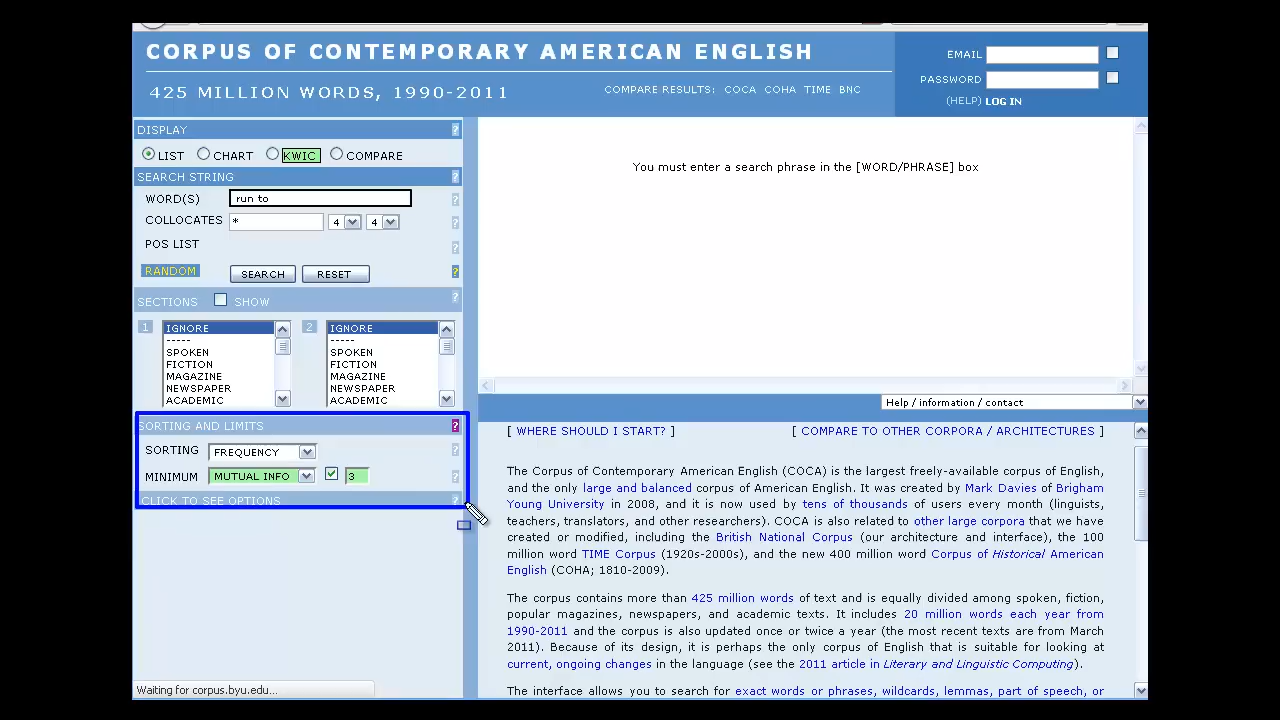 CORPUS OF CONTEMPORARY AMERICAN ENGLISH
425 MILLION WORDS, 1990-2011
COMPARE RESULTS: COCA COHA TIME BNC
EMAIL
PASSWORD
(HELP) LOG IN
DISPLAY ?
LIST CHART KWIC COMPARE
SEARCH STRING ?
WORD(S) run to ?
COLLOCATES * 4 4 ?
POS LIST ?
RANDOM SEARCH RESET ?
SECTIONS SHOW ?
1 IGNORE 2 IGNORE
----- -----
SPOKEN SPOKEN
FICTION FICTION
MAGAZINE MAGAZINE
NEWSPAPER NEWSPAPER
ACADEMIC ACADEMIC
SORTING AND LIMITS ?
SORTING FREQUENCY ?
MINIMUM MUTUAL INFO 3 ?
CLICK TO SEE OPTIONS ?
Waiting for corpus.byu.edu...
You must enter a search phrase in the [WORD/PHRASE] box
Help / information / contact
[ WHERE SHOULD I START? ] [ COMPARE TO OTHER CORPORA / ARCHITECTURES ]
The Corpus of Contemporary American English (COCA) is the largest freely-available corpus of English,
and the only large and balanced corpus of American English. It was created by Mark Davies of Brigham
Young University in 2008, and it is now used by tens of thousands of users every month (linguists,
teachers, translators, and other researchers). COCA is also related to other large corpora that we have
created or modified, including the British National Corpus (our architecture and interface), the 100
million word TIME Corpus (1920s-2000s), and the new 400 million word Corpus of Historical American
English (COHA; 1810-2009).
The corpus contains more than 425 million words of text and is equally divided among spoken, fiction,
popular magazines, newspapers, and academic texts. It includes 20 million words each year from
1990-2011 and the corpus is also updated once or twice a year (the most recent texts are from March
2011). Because of its design, it is perhaps the only corpus of English that is suitable for looking at
current, ongoing changes in the language (see the 2011 article in Literary and Linguistic Computing).
The interface allows you to search for exact words or phrases, wildcards, lemmas, part of speech, or